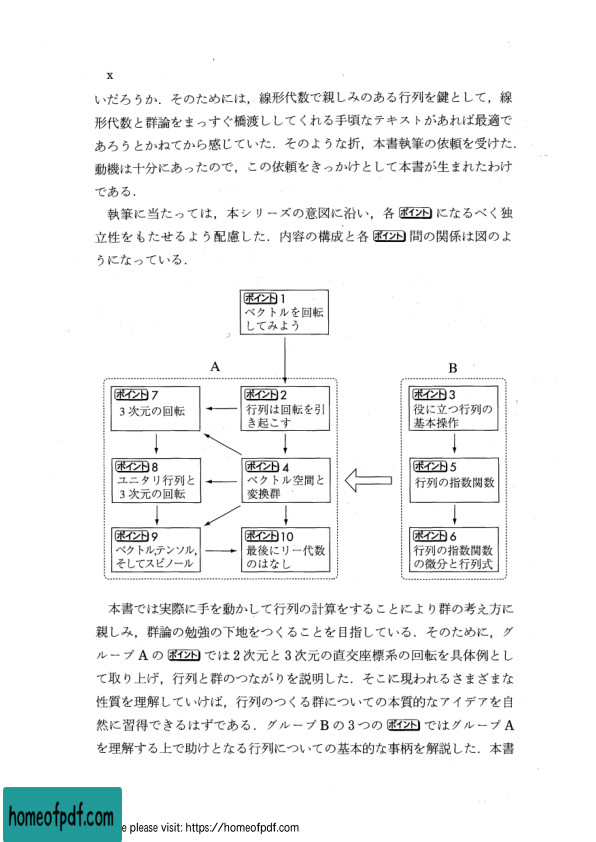 x
いだろうか．そのためには，線形代数で親しみのある行列を鍵として，線
形代数と群論をまっすぐ橋渡ししてくれる手頃なテキストがあれば最適で
あろうとかねてから感じていた．そのような折，本書執筆の依頼を受けた．
動機は十分にあったので，この依頼をきっかけとして本書が生まれたわけ
である．
執筆に当たっては，本シリーズの意図に沿い，各 ポイント になるべく独
立性をもたせるよう配慮した．内容の構成と各 ポイント 間の関係は図のよ
うになっている．
ポイント 1
ベクトルを回転
してみよう
A
B
ポイント 7
3次元の回転
ポイント 2
行列は回転を引
き起こす
ポイント 3
役に立つ行列の
基本操作
ポイント 8
ユニタリ行列と
3次元の回転
ポイント 4
ベクトル空間と
変換群
ポイント 5
行列の指数関数
ポイント 9
ベクトル,テンソル,
そしてスピノール
ポイント 10
最後にリー代数
のはなし
ポイント 6
行列の指数関数
の微分と行列式
本書では実際に手を動かして行列の計算をすることにより群の考え方に
親しみ，群論の勉強の下地をつくることを目指している．そのために，グ
ループ A の ポイント では2次元と3次元の直交座標系の回転を具体例とし
て取り上げ，行列と群のつながりを説明した．そこに現われるさまざまな
性質を理解していけば，行列のつくる群についての本質的なアイデアを自
然に習得できるはずである．グループ B の3つの ポイント ではグループ A
を理解する上で助けとなる行列についての基本的な事柄を解説した．本書
homeofpdf.com
e please visit: https://homeofpdf.com